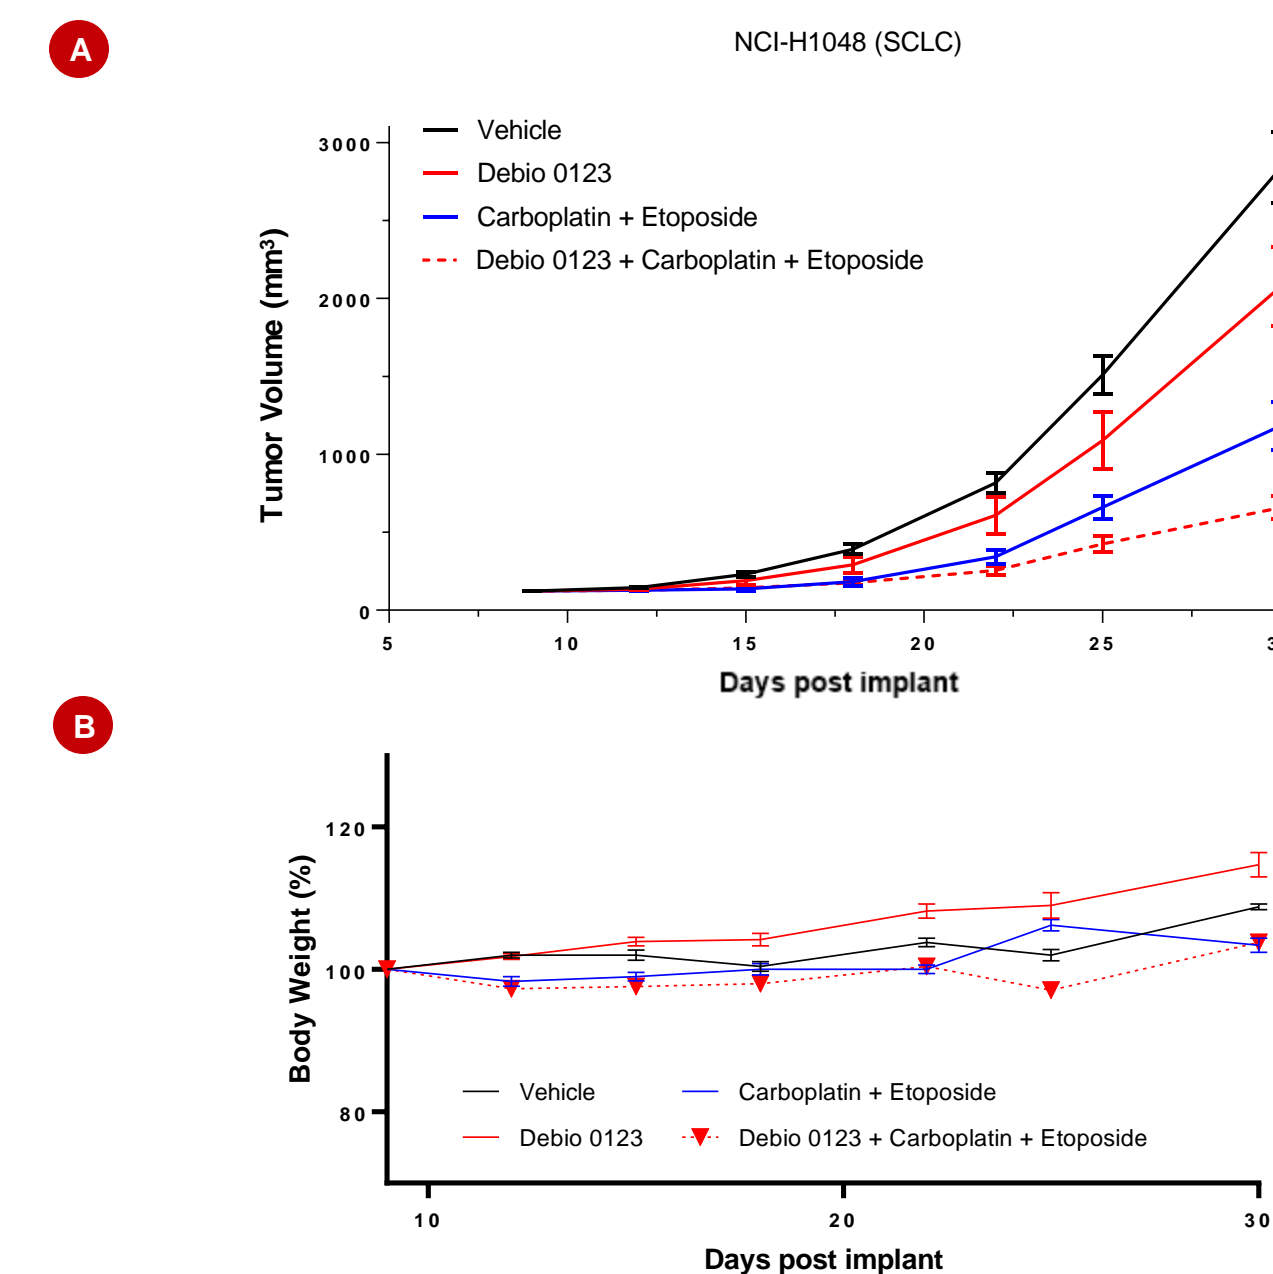 A
NCI-H1048 (SCLC)
Vehicle
Debio 0123
Carboplatin + Etoposide
Debio 0123 + Carboplatin + Etoposide
Tumor Volume (mm³)
3000
2000
1000
0
5 10 15 20 25
Days post implant
B
Body Weight (%)
120
100
80
Vehicle
Carboplatin + Etoposide
Debio 0123
Debio 0123 + Carboplatin + Etoposide
10 20 30
Days post implant